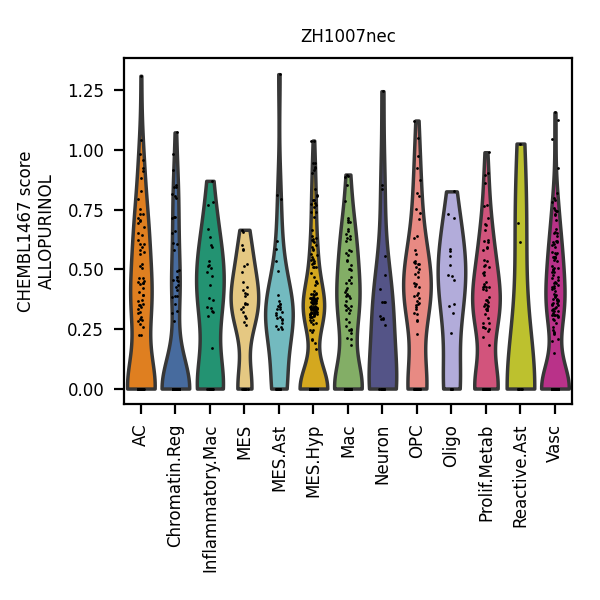 ZH1007nec
CHEMBL1467 score
ALLOPURINOL
1.25
1.00
0.75
0.50
0.25
0.00
AC
Chromatin.Reg
Inflammatory.Mac
MES
MES.Ast
MES.Hyp
Mac
Neuron
OPC
Oligo
Prolif.Metab
Reactive.Ast
Vasc